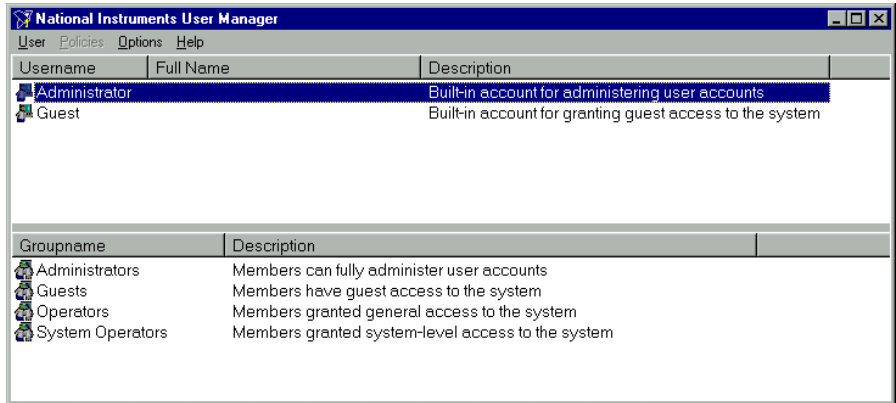 National Instruments User Manager
User Policies Options Help
Username Full Name Description
Administrator Built-in account for administering user accounts
Guest Built-in account for granting guest access to the system
Groupname Description
Administrators Members can fully administer user accounts
Guests Members have guest access to the system
Operators Members granted general access to the system
System Operators Members granted system-level access to the system